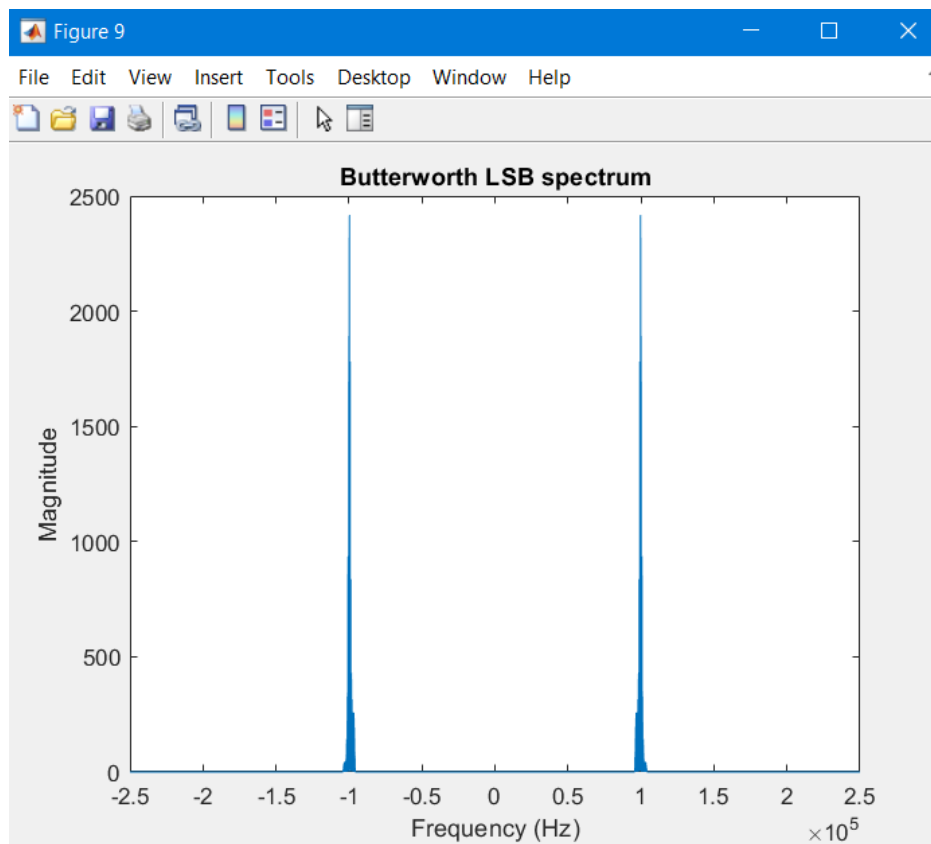 Figure 9
File Edit View Insert Tools Desktop Window Help
Butterworth LSB spectrum
2500
2000
1500
1000
500
0
Magnitude
-2.5 -2 -1.5 -1 -0.5 0 0.5 1 1.5 2 2.5
Frequency (Hz)
×10^5